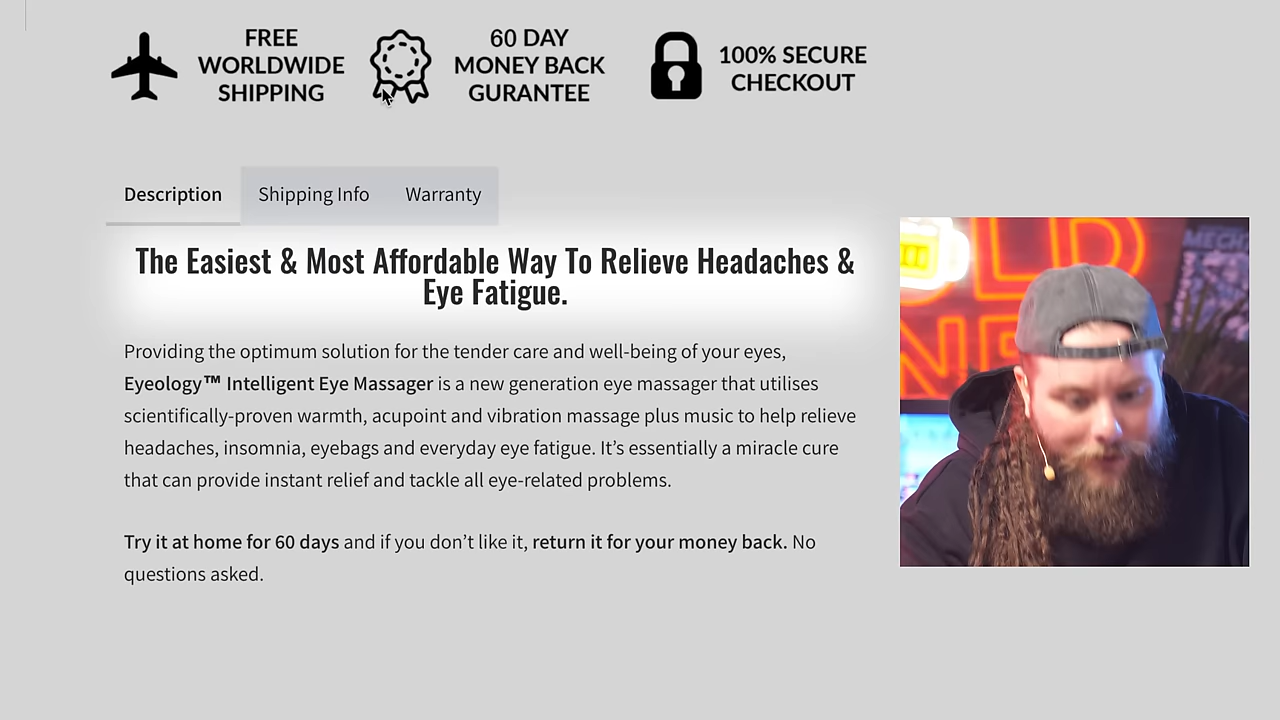 FREE
WORLDWIDE
SHIPPING
60 DAY
MONEY BACK
GURANTEE
100% SECURE
CHECKOUT
Description Shipping Info Warranty
The Easiest & Most Affordable Way To Relieve Headaches &
Eye Fatigue.
Providing the optimum solution for the tender care and well-being of your eyes,
Eyeology™ Intelligent Eye Massager is a new generation eye massager that utilises
scientifically-proven warmth, acupoint and vibration massage plus music to help relieve
headaches, insomnia, eyebags and everyday eye fatigue. It’s essentially a miracle cure
that can provide instant relief and tackle all eye-related problems.
Try it at home for 60 days and if you don’t like it, return it for your money back. No
questions asked.